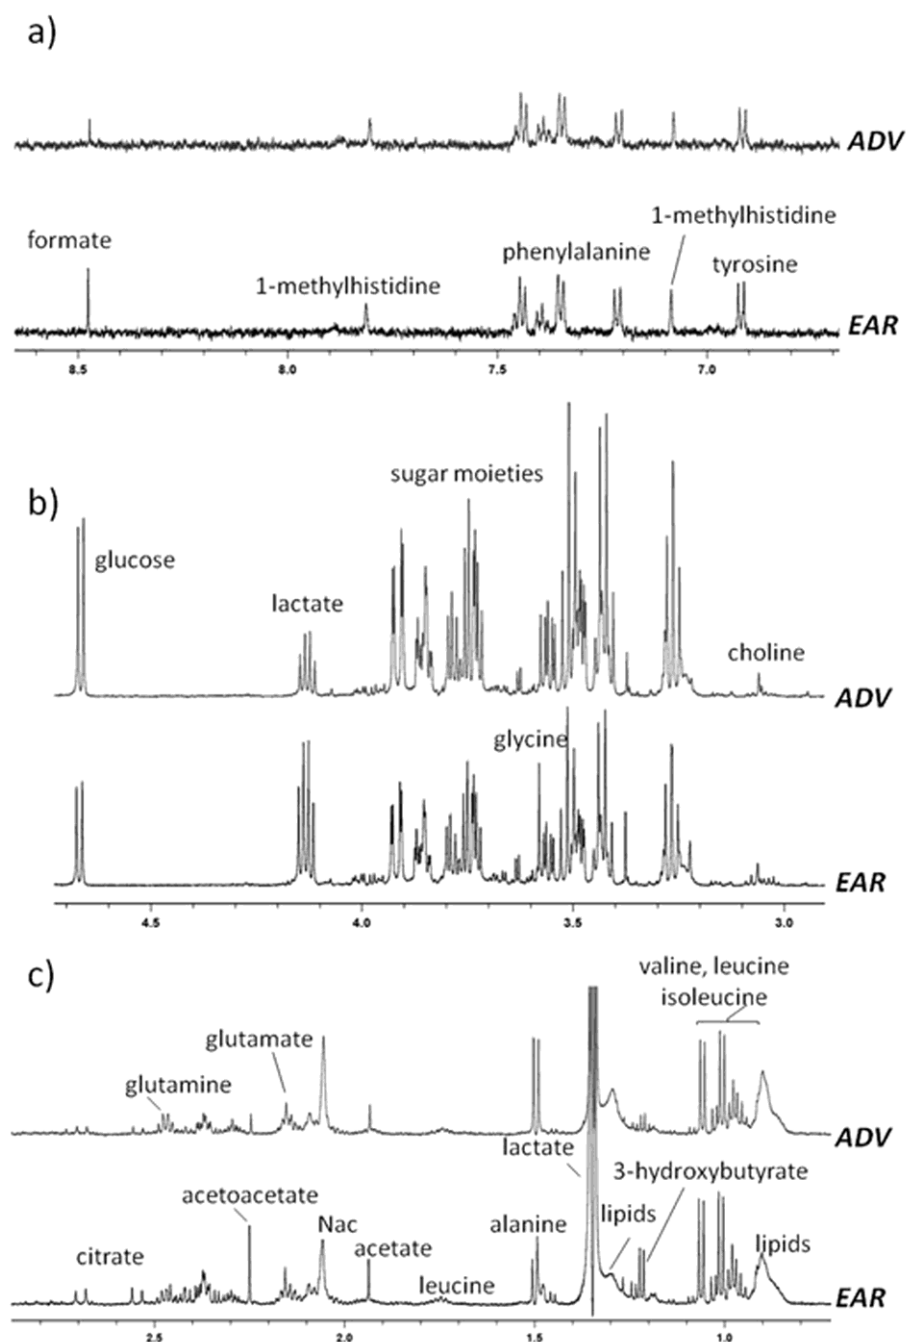 a)
ADV
1-methylhistidine
formate
phenylalanine
1-methylhistidine
tyrosine
EAR
8.5 8.0 7.5 7.0
b)
sugar moieties
glucose
lactate
choline
ADV
glycine
EAR
4.5 4.0 3.5 3.0
c)
valine, leucine
isoleucine
glutamate
glutamine
ADV
lactate
3-hydroxybutyrate
acetoacetate
lipids
Nac
alanine
citrate
acetate
lipids
leucine
EAR
2.5 2.0 1.5 1.0